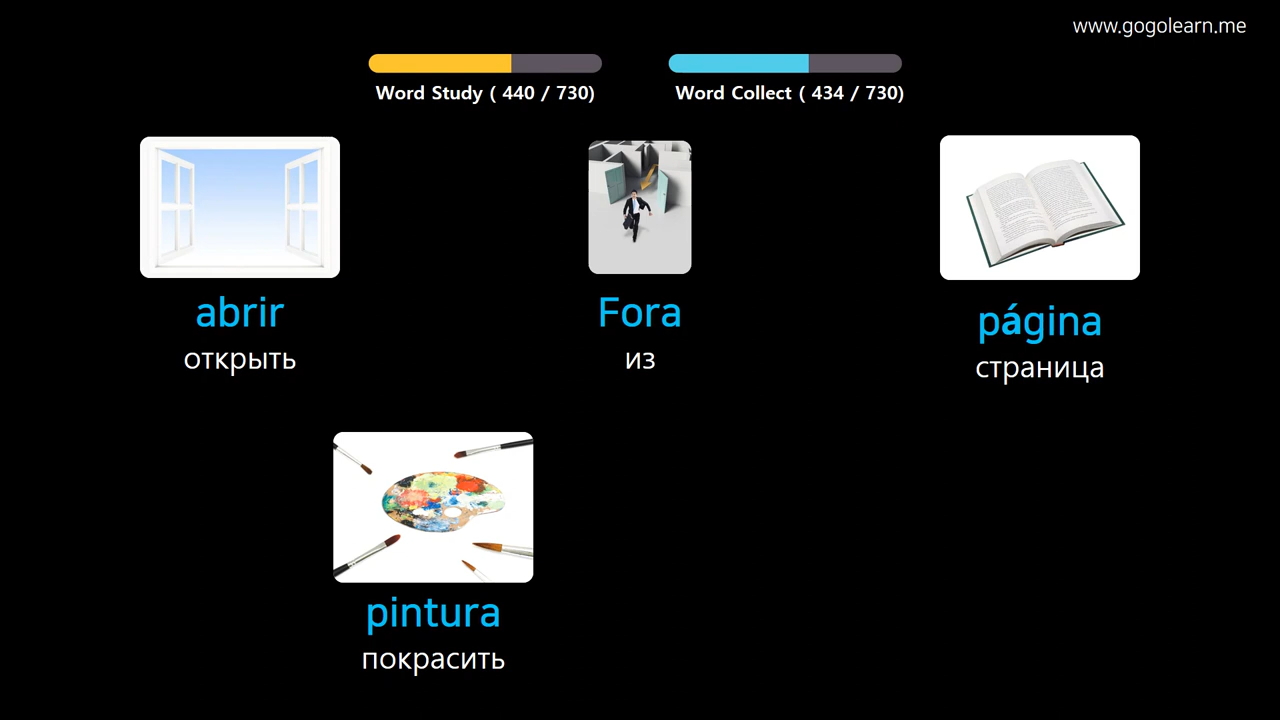 www.gogolearn.me
Word Study ( 440 / 730)
Word Collect ( 434 / 730)
abrir
открыть
Fora
из
página
страница
pintura
покрасить